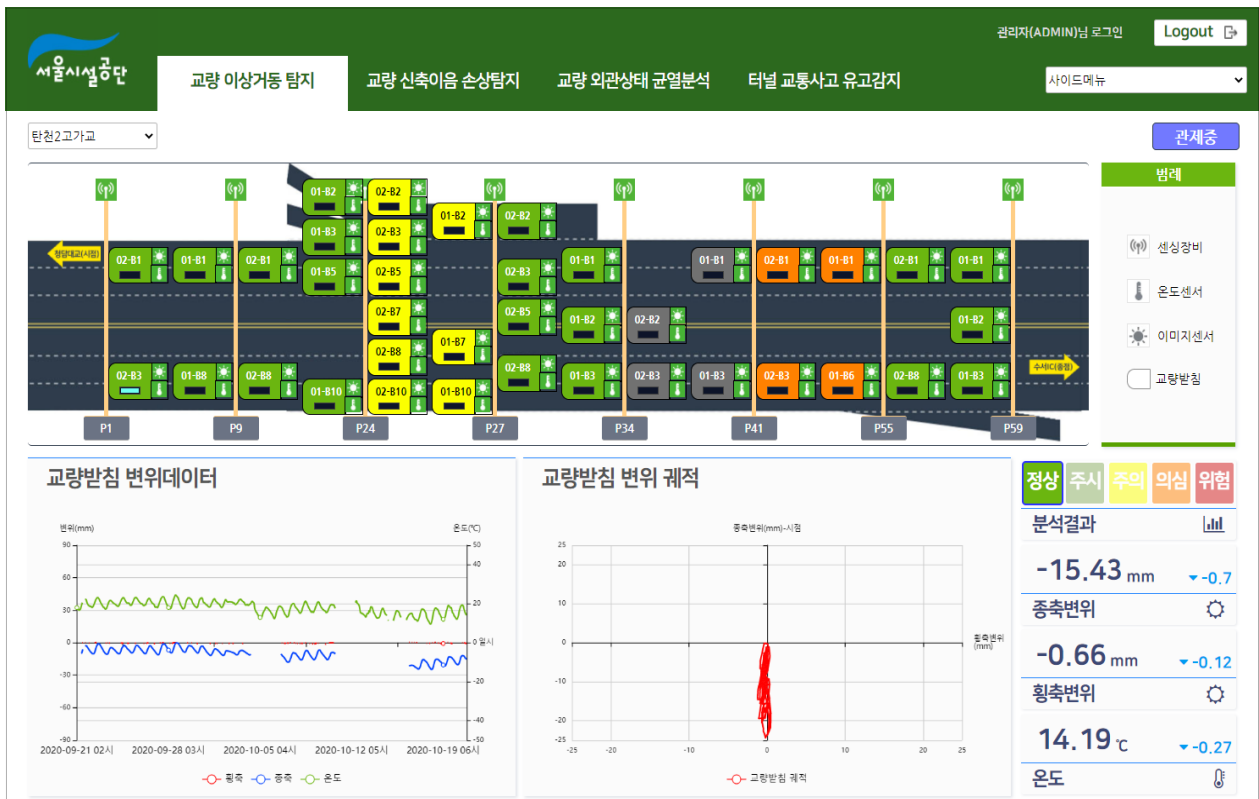 관리자(ADMIN)님 로그인
Logout
서울시설공단
교량 이상거동 탐지
교량 신축이음 손상탐지
교량 외관상태 균열분석
터널 교통사고 유고감지
사이드메뉴
탄천2고가교
관제중
01-B2
02-B2
01-B2
02-B2
01-B3
02-B3
청담대교(시점)
02-B1
01-B1
02-B1
01-B5
02-B5
02-B3
01-B1
01-B1
02-B1
01-B1
02-B1
01-B1
02-B7
02-B5
01-B2
02-B2
01-B2
02-B8
01-B7
02-B3
01-B8
02-B8
01-B10
02-B10
01-B10
02-B8
01-B3
02-B3
01-B3
02-B3
01-B6
02-B8
01-B3
수서IC(종점)
P1
P9
P24
P27
P34
P41
P55
P59
범례
센싱장비
온도센서
이미지센서
교량받침
교량받침 변위데이터
변위(mm)
온도(℃)
90
60
30
0
-30
-60
-90
50
40
20
0 일시
-20
-40
-50
2020-09-21 02시
2020-09-28 03시
2020-10-05 04시
2020-10-12 05시
2020-10-19 06시
횡축
종축
온도
교량받침 변위 궤적
종축변위(mm)-시점
25
20
10
0
-10
-20
-25
횡축변위
(mm)
-25
-20
-10
0
10
20
25
교량받침 궤적
정상
주시
주의
의심
위험
분석결과
-15.43 mm
-0.7
종축변위
-0.66 mm
-0.12
횡축변위
14.19 ℃
-0.27
온도